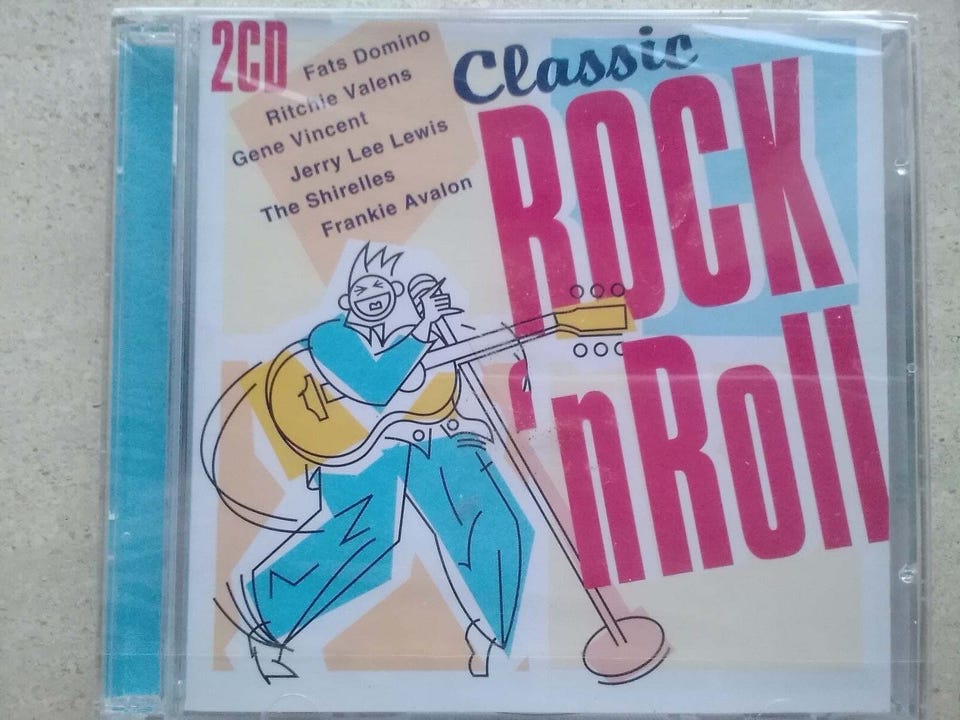 2CD
Fats Domino
Ritchie Valens
Gene Vincent
Jerry Lee Lewis
The Shirelles
Frankie Avalon
Classic
ROCK
'nRoll